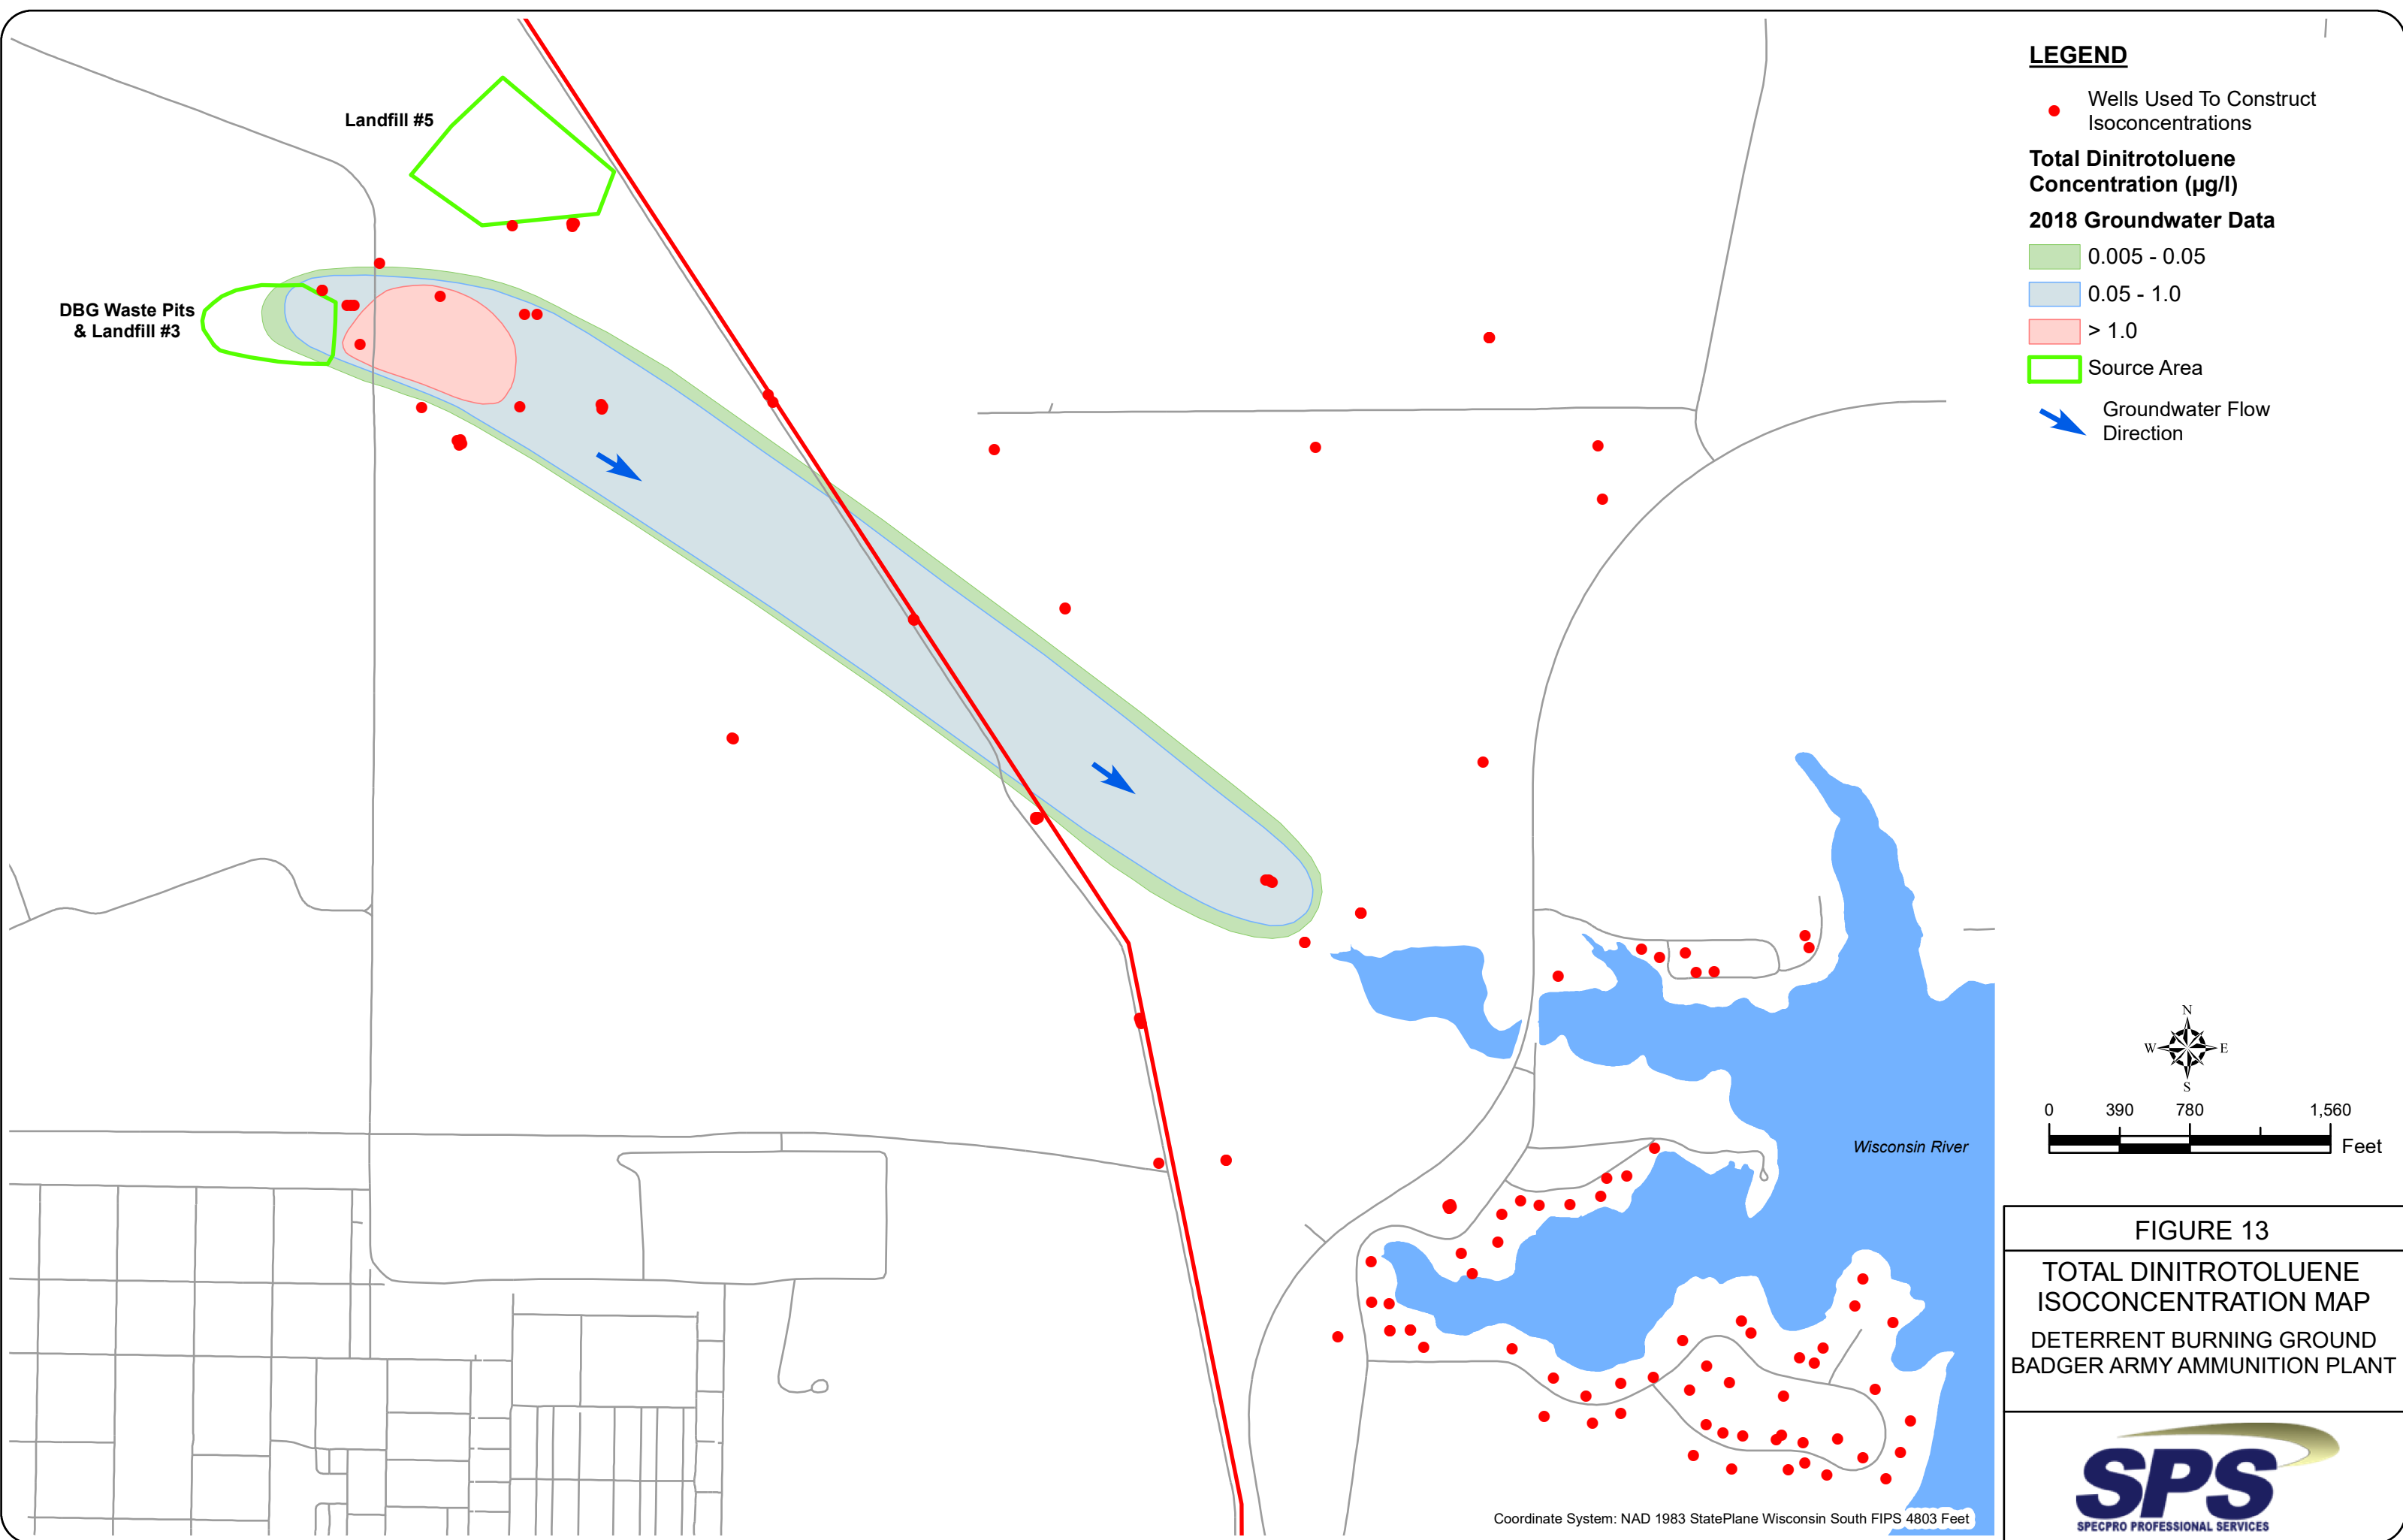 Landfill #5
DBG Waste Pits
& Landfill #3
LEGEND
Wells Used To Construct
Isoconcentrations
Total Dinitrotoluene
Concentration (µg/l)
2018 Groundwater Data
0.005 - 0.05
0.05 - 1.0
> 1.0
Source Area
Groundwater Flow
Direction
N
W E
S
0 390 780 1,560
Feet
Wisconsin River
FIGURE 13
TOTAL DINITROTOLUENE
ISOCONCENTRATION MAP
DETERRENT BURNING GROUND
BADGER ARMY AMMUNITION PLANT
SPS
SPECPRO PROFESSIONAL SERVICES
Coordinate System: NAD 1983 StatePlane Wisconsin South FIPS 4803 Feet